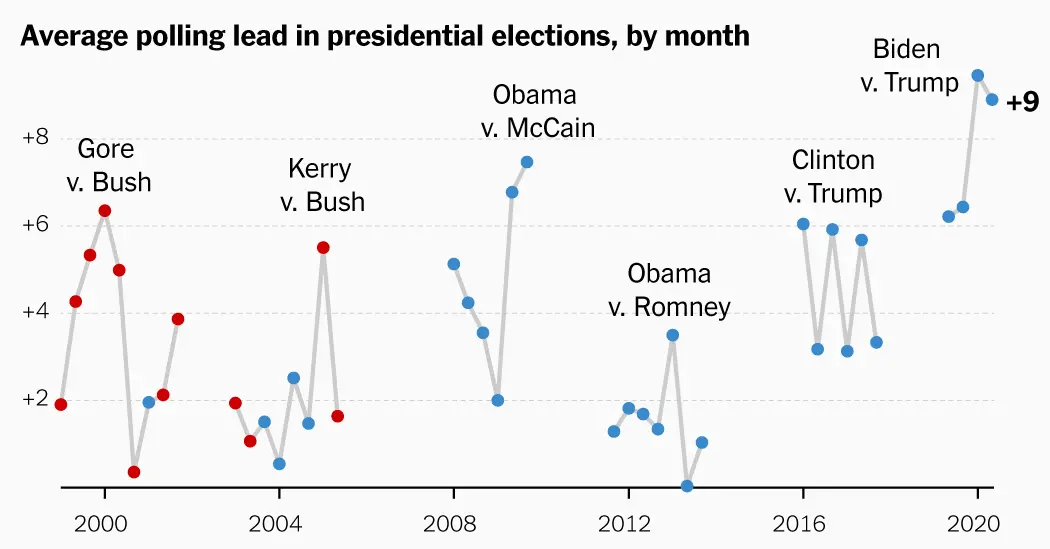 Average polling lead in presidential elections, by month
Biden
v. Trump
+9
Obama
v. McCain
+8
Gore
v. Bush
Kerry
v. Bush
Clinton
v. Trump
+6
Obama
v. Romney
+4
+2
2000
2004
2008
2012
2016
2020